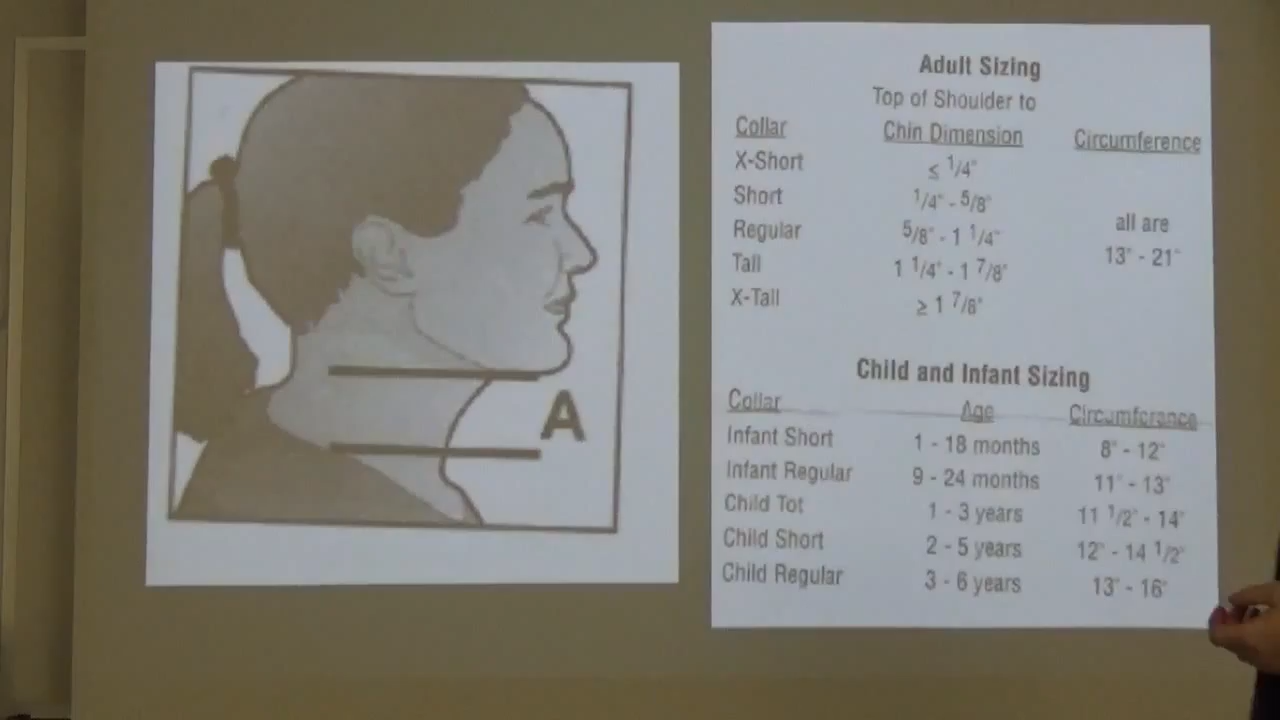 A
Adult Sizing
Top of Shoulder to
Collar Chin Dimension Circumference
X-Short ≤ 1/4"
Short 1/4" - 5/8"
Regular 5/8" - 1 1/4"
all are
Tall 1 1/4" - 1 7/8"
13" - 21"
X-Tall ≥ 1 7/8"
Child and Infant Sizing
Collar Age Circumference
Infant Short 1 - 18 months 8" - 12"
Infant Regular 9 - 24 months 11" - 13"
Child Tot 1 - 3 years 11 1/2" - 14"
Child Short 2 - 5 years 12" - 14 1/2"
Child Regular 3 - 6 years 13" - 16"